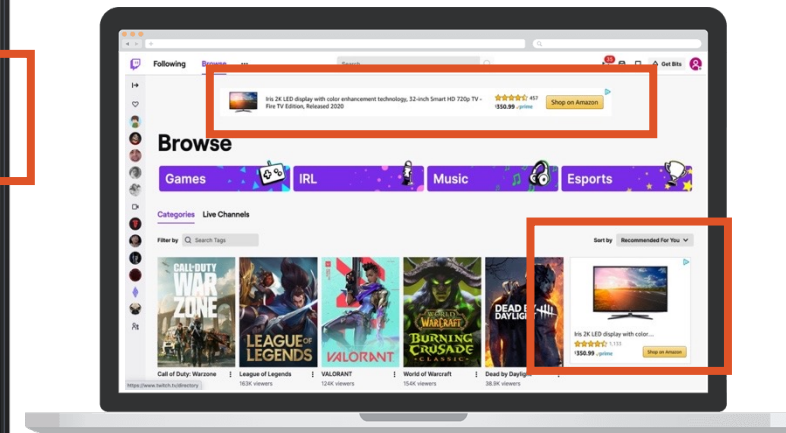 Following Browse ...
Search
35
Get Bits
Iris 2K LED display with color enhancement technology, 32-inch Smart HD 720p TV -
Fire TV Edition, Released 2020
457
$350.99 prime
Shop on Amazon
Browse
Games
IRL
Music
Esports
Categories Live Channels
Filter by
Search Tags
Sort by
Recommended For You
CALL·DUTY
WAR
ZONE
LEAGUE OF
LEGENDS
VALORANT
WORLD
WARCRAFT
BURNING
CRUSADE
CLASSIC
DEAD BY
DAYLIGHT
Iris 2K LED display with color...
1,133
$350.99 prime
Shop on Amazon
Call of Duty: Warzone
League of Legends
163K viewers
VALORANT
124K viewers
World of Warcraft
154K viewers
Dead by Daylight
38.9K viewers
https://www.twitch.tv/directory